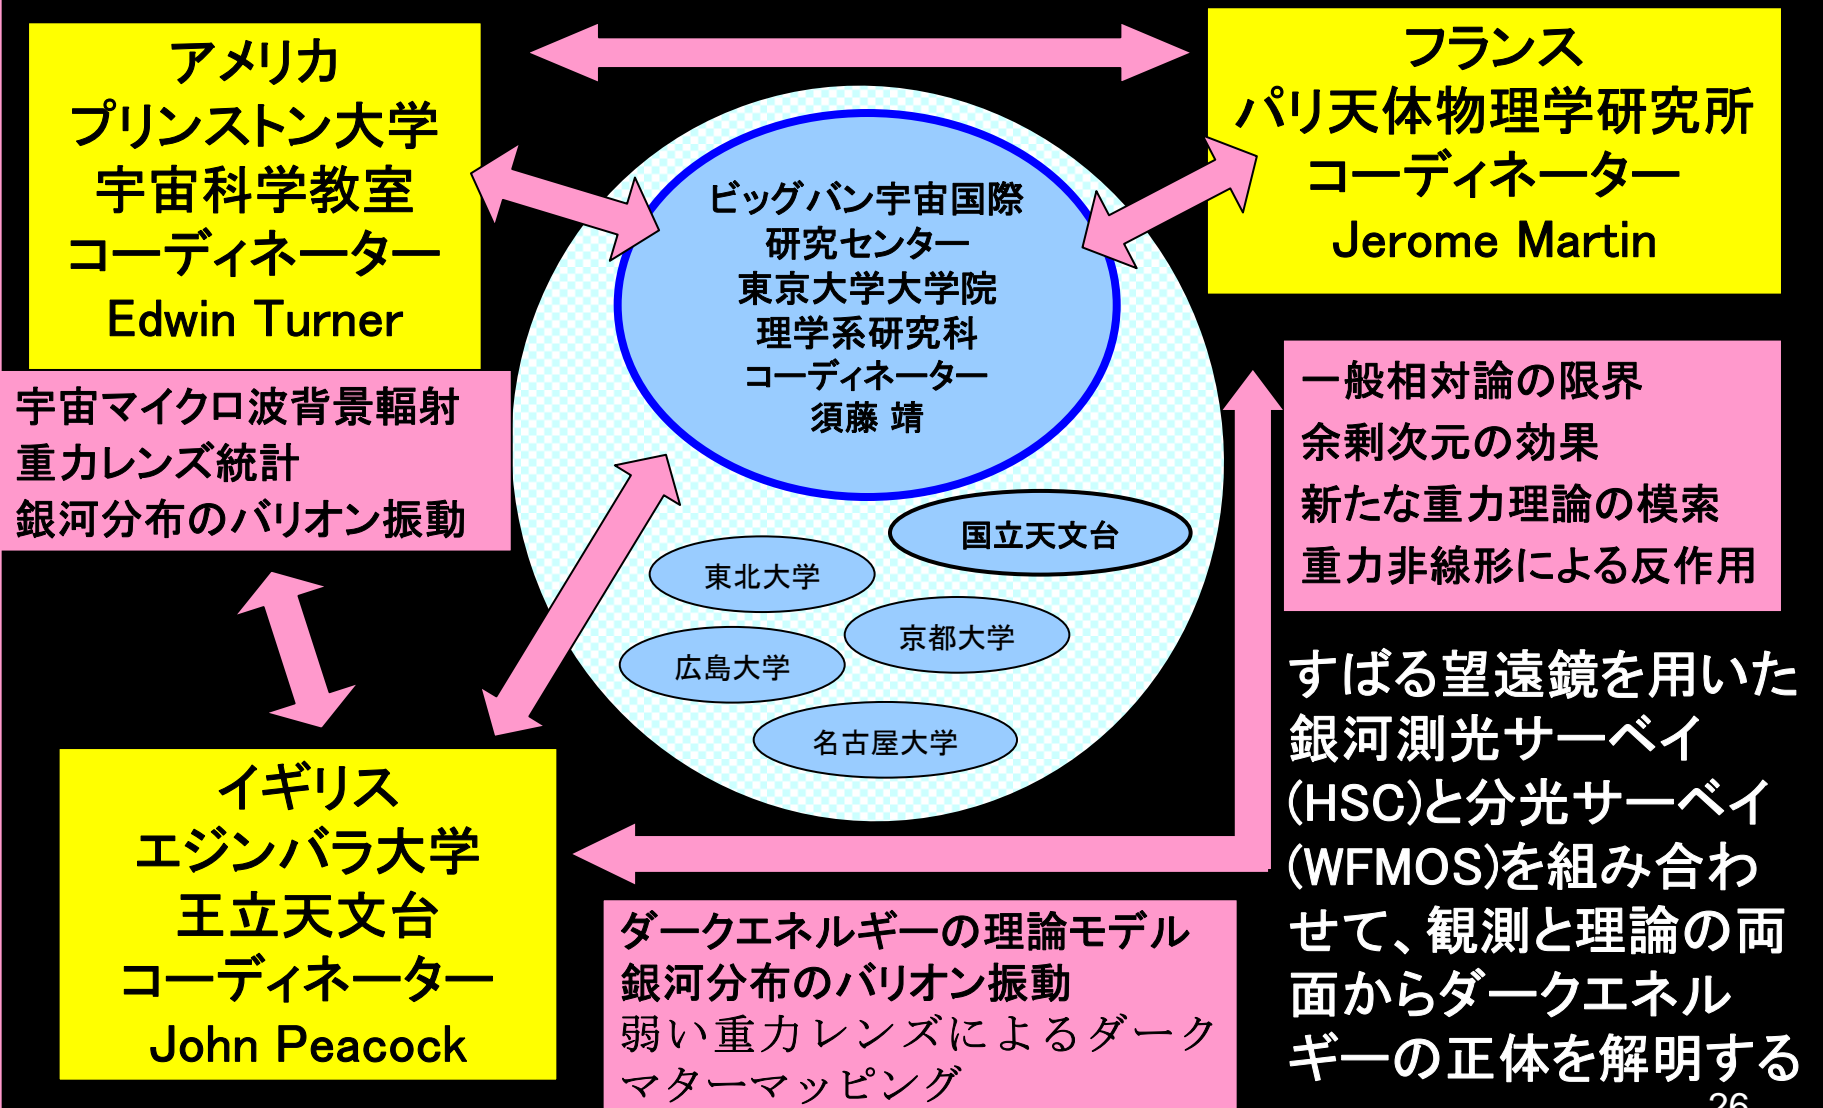 アメリカ
プリンストン大学
宇宙科学教室
コーディネーター
Edwin Turner
フランス
パリ天体物理学研究所
コーディネーター
Jerome Martin
ビッグバン宇宙国際
研究センター
東京大学大学院
理学系研究科
コーディネーター
須藤 靖
宇宙マイクロ波背景輻射
重力レンズ統計
銀河分布のバリオン振動
一般相対論の限界
余剰次元の効果
新たな重力理論の模索
重力非線形による反作用
国立天文台
東北大学
京都大学
広島大学
名古屋大学
イギリス
エジンバラ大学
王立天文台
コーディネーター
John Peacock
ダークエネルギーの理論モデル
銀河分布のバリオン振動
弱い重力レンズによるダーク
マターマッピング
すばる望遠鏡を用いた
銀河測光サーベイ
(HSC)と分光サーベイ
(WFMOS)を組み合わ
せて、観測と理論の両
面からダークエネル
ギーの正体を解明する
26